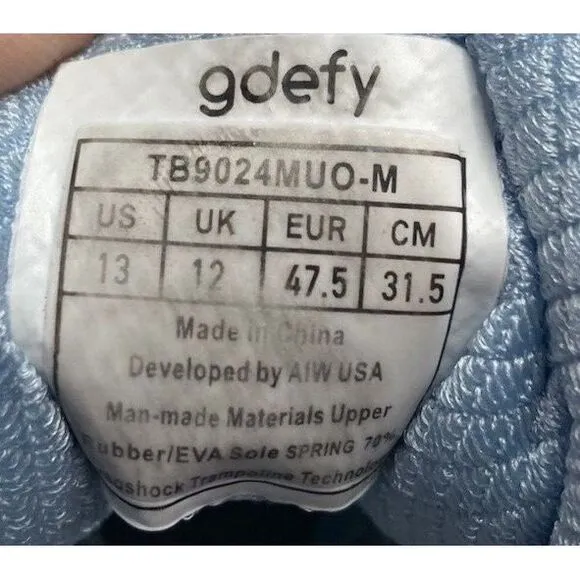 gdefy
TB9024MUO-M
US UK EUR CM
13 12 47.5 31.5
Made in China
Developed by AIW USA
Man-made Materials Upper
Rubber/EVA Sole SPRING 70%
Trampoline